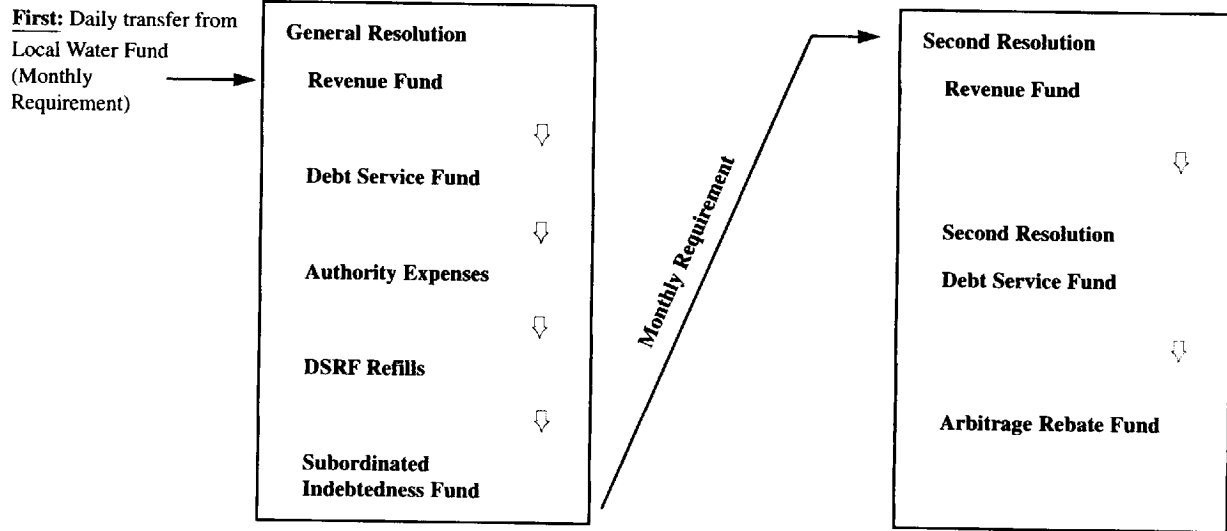 First: Daily transfer from
Local Water Fund
(Monthly
Requirement)
General Resolution
Revenue Fund
Debt Service Fund
Authority Expenses
DSRF Refills
Subordinated
Indebtedness Fund
Monthly Requirement
Second Resolution
Revenue Fund
Second Resolution
Debt Service Fund
Arbitrage Rebate Fund